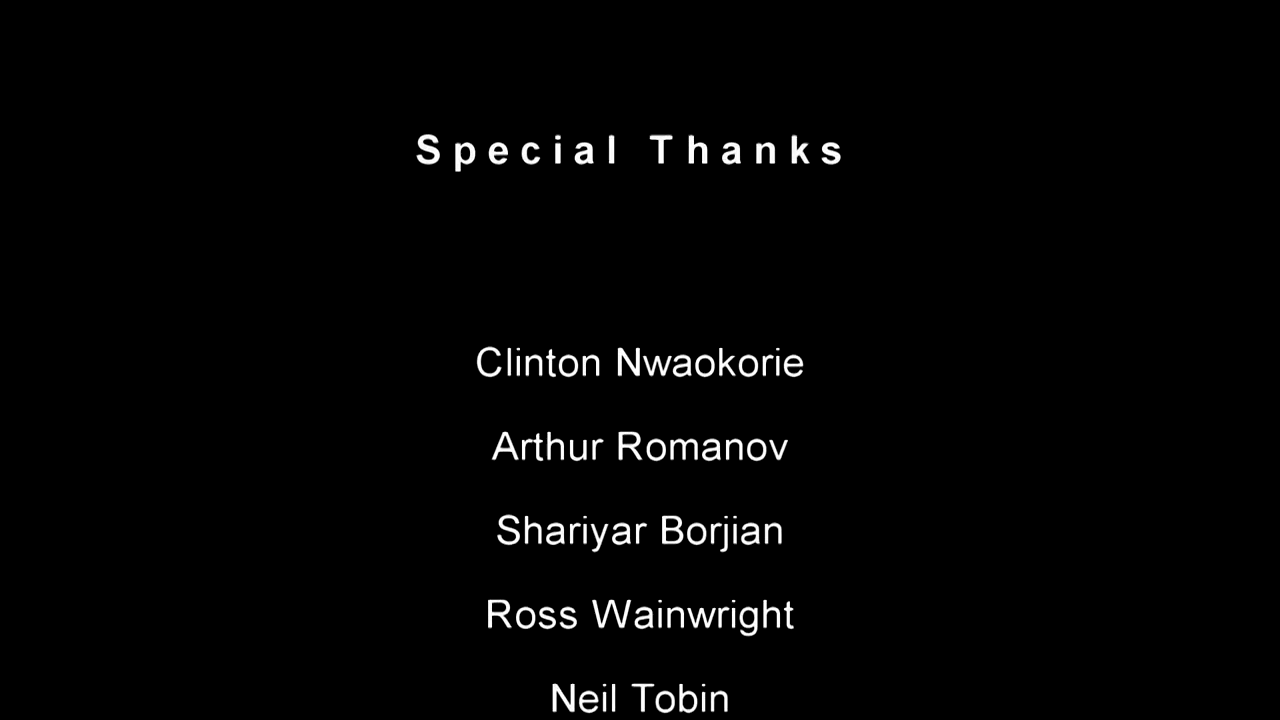 Special Thanks
Clinton Nwaokorie
Arthur Romanov
Shariyar Borjian
Ross Wainwright
Neil Tobin